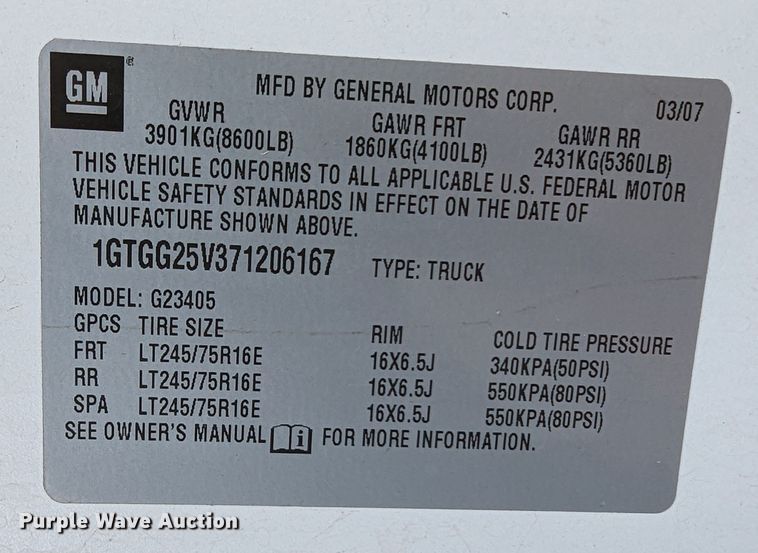 GM
®
MFD BY GENERAL MOTORS CORP. 03/07
GVWR GAWR FRT GAWR RR
3901KG(8600LB) 1860KG(4100LB) 2431KG(5360LB)
THIS VEHICLE CONFORMS TO ALL APPLICABLE U.S. FEDERAL MOTOR
VEHICLE SAFETY STANDARDS IN EFFECT ON THE DATE OF
MANUFACTURE SHOWN ABOVE.
1GTGG25V371206167 TYPE: TRUCK
MODEL: G23405
GPCS TIRE SIZE RIM COLD TIRE PRESSURE
FRT LT245/75R16E 16X6.5J 340KPA(50PSI)
RR LT245/75R16E 16X6.5J 550KPA(80PSI)
SPA LT245/75R16E 16X6.5J 550KPA(80PSI)
SEE OWNER'S MANUAL i FOR MORE INFORMATION.
Purple Wave Auction